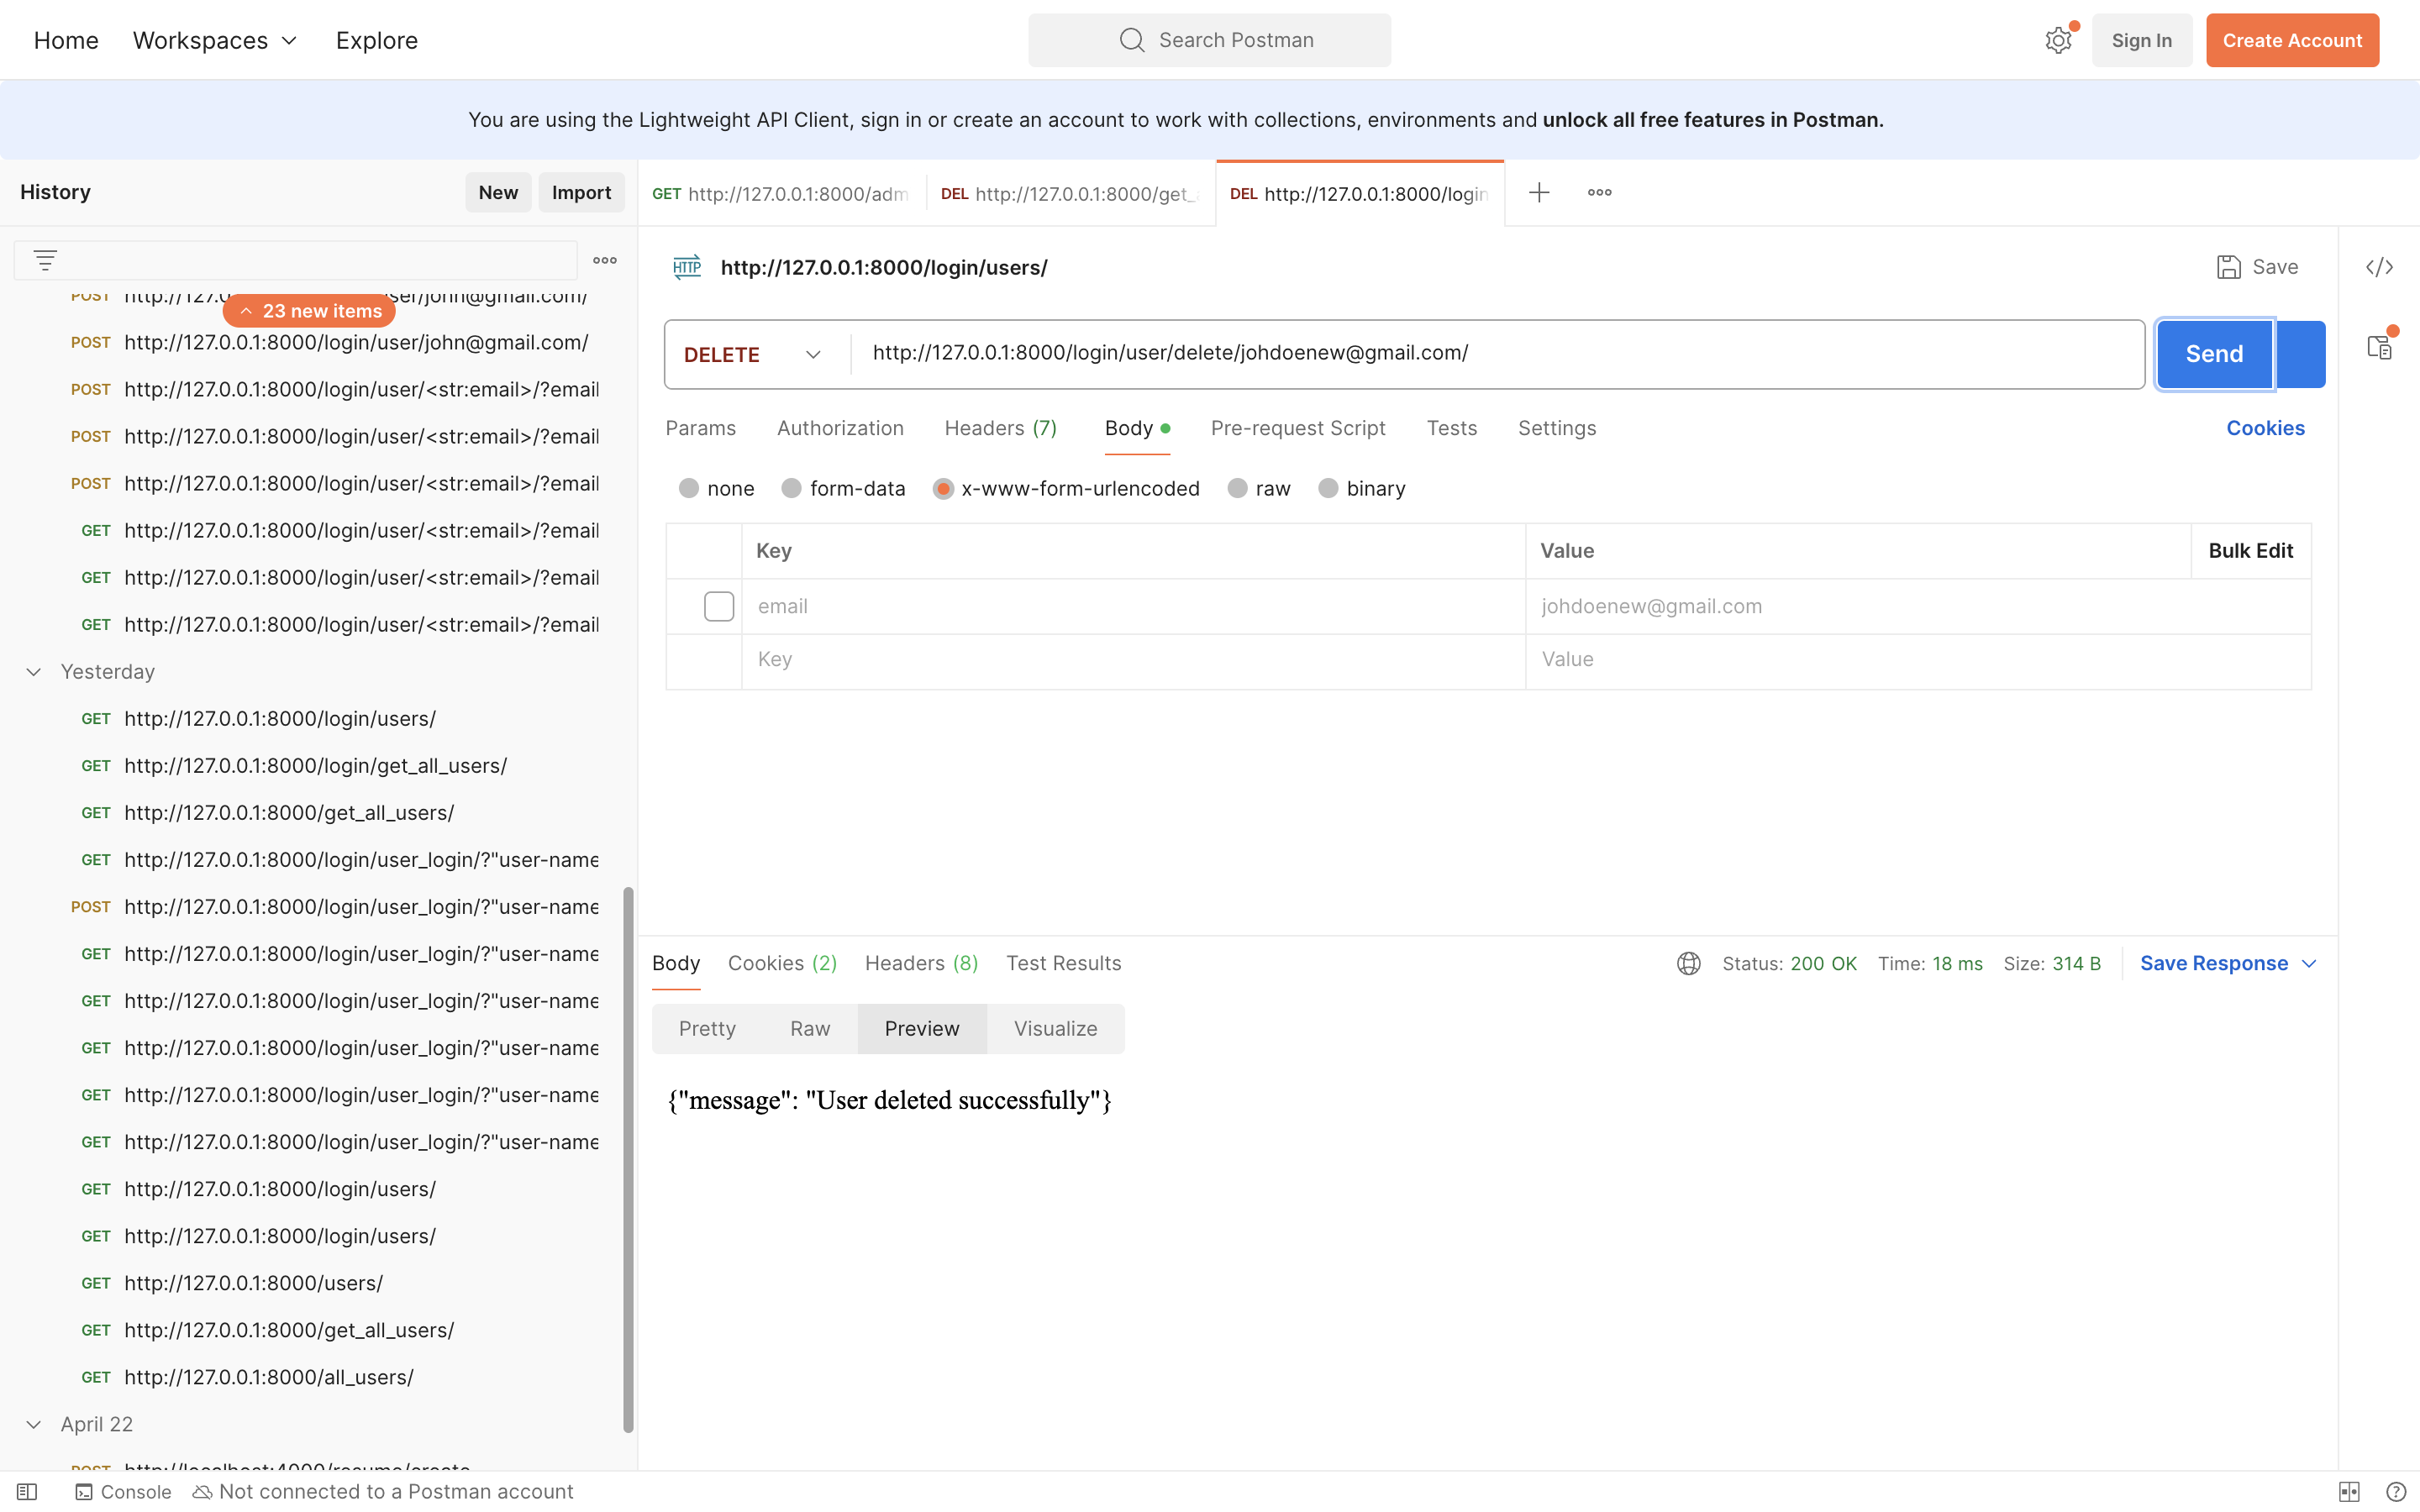 Home Workspaces Explore Search Postman Sign In Create Account
You are using the Lightweight API Client, sign in or create an account to work with collections, environments and unlock all free features in Postman.
History New Import
GET http://127.0.0.1:8000/adm
DEL http://127.0.0.1:8000/get_
DEL http://127.0.0.1:8000/login
POST http://127.0 ser/john@gmail.com/
23 new items
POST http://127.0.0.1:8000/login/user/john@gmail.com/
POST http://127.0.0.1:8000/login/user/<str:email>/?email
POST http://127.0.0.1:8000/login/user/<str:email>/?email
POST http://127.0.0.1:8000/login/user/<str:email>/?email
GET http://127.0.0.1:8000/login/user/<str:email>/?email
GET http://127.0.0.1:8000/login/user/<str:email>/?email
GET http://127.0.0.1:8000/login/user/<str:email>/?email
Yesterday
GET http://127.0.0.1:8000/login/users/
GET http://127.0.0.1:8000/login/get_all_users/
GET http://127.0.0.1:8000/get_all_users/
GET http://127.0.0.1:8000/login/user_login/?"user-name
POST http://127.0.0.1:8000/login/user_login/?"user-name
GET http://127.0.0.1:8000/login/user_login/?"user-name
GET http://127.0.0.1:8000/login/user_login/?"user-name
GET http://127.0.0.1:8000/login/user_login/?"user-name
GET http://127.0.0.1:8000/login/user_login/?"user-name
GET http://127.0.0.1:8000/login/user_login/?"user-name
GET http://127.0.0.1:8000/login/users/
GET http://127.0.0.1:8000/login/users/
GET http://127.0.0.1:8000/users/
GET http://127.0.0.1:8000/get_all_users/
GET http://127.0.0.1:8000/all_users/
April 22
POST http://localhost:4000/resume/create
HTTP http://127.0.0.1:8000/login/users/ Save
DELETE http://127.0.0.1:8000/login/user/delete/johdoenew@gmail.com/ Send
Params Authorization Headers (7) Body Pre-request Script Tests Settings Cookies
none form-data x-www-form-urlencoded raw binary
Key Value Bulk Edit
email johdoenew@gmail.com
Key Value
Body Cookies (2) Headers (8) Test Results Status: 200 OK Time: 18 ms Size: 314 B Save Response
Pretty Raw Preview Visualize
{"message": "User deleted successfully"}
Console Not connected to a Postman account